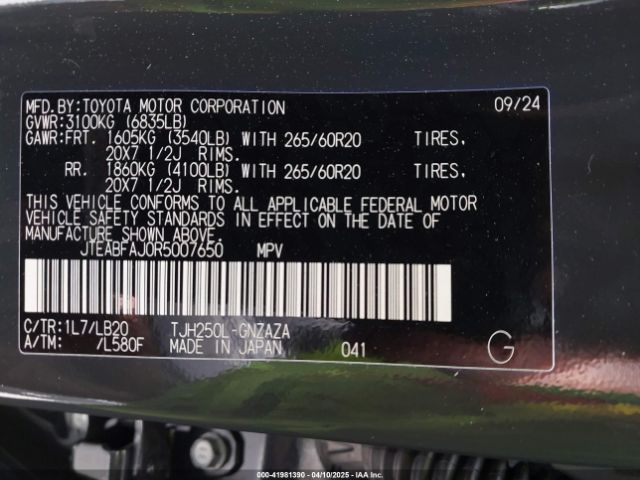 MFD.BY:TOYOTA MOTOR CORPORATION 09/24
GVWR:3100KG (6835LB)
GAWR:FRT. 1605KG (3540LB) WITH 265/60R20 TIRES,
20X7 1/2J RIMS.
RR. 1860KG (4100LB) WITH 265/60R20 TIRES,
20X7 1/2J RIMS.
THIS VEHICLE CONFORMS TO ALL APPLICABLE FEDERAL MOTOR
VEHICLE SAFETY STANDARDS IN EFFECT ON THE DATE OF
MANUFACTURE SHOWN ABOVE.
JTEABFAJ0R5007650 MPV
C/TR:1L7/LB20 TJH250L-GNZAZA
A/TM: /L580F MADE IN JAPAN 041 G
000-41981390 - 04/10/2025 - IAA Inc.